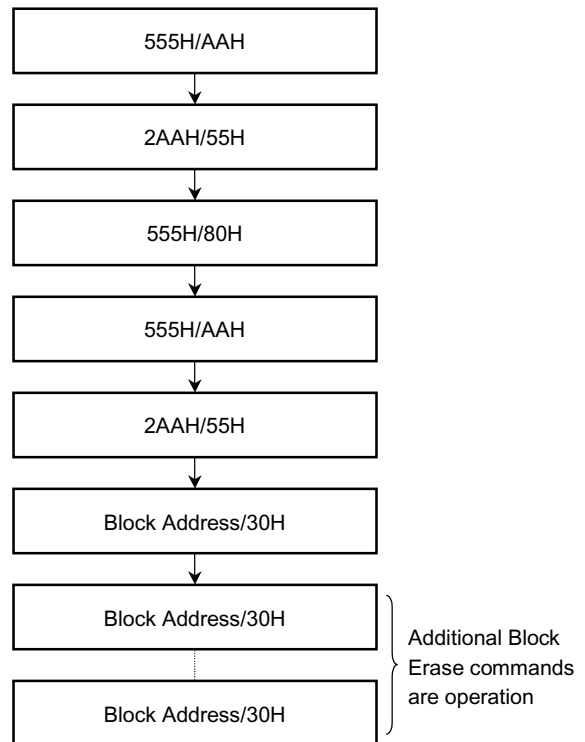 555H/AAH
2AAH/55H
555H/80H
555H/AAH
2AAH/55H
Block Address/30H
Block Address/30H
Additional Block
Erase commands
are operation
Block Address/30H